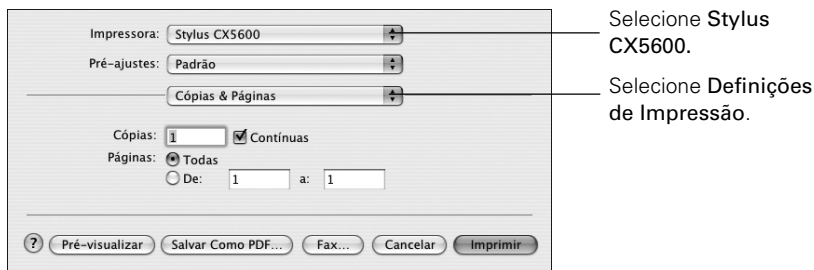 Impressora: Stylus CX5600
Pré-ajustes: Padrão
Cópias & Páginas
Cópias: 1 Contínuas
Páginas: Todas
De: 1 a: 1
? Pré-visualizar Salvar Como PDF... Fax... Cancelar Imprimir
Selecione Stylus
CX5600.
Selecione Definições
de Impressão.